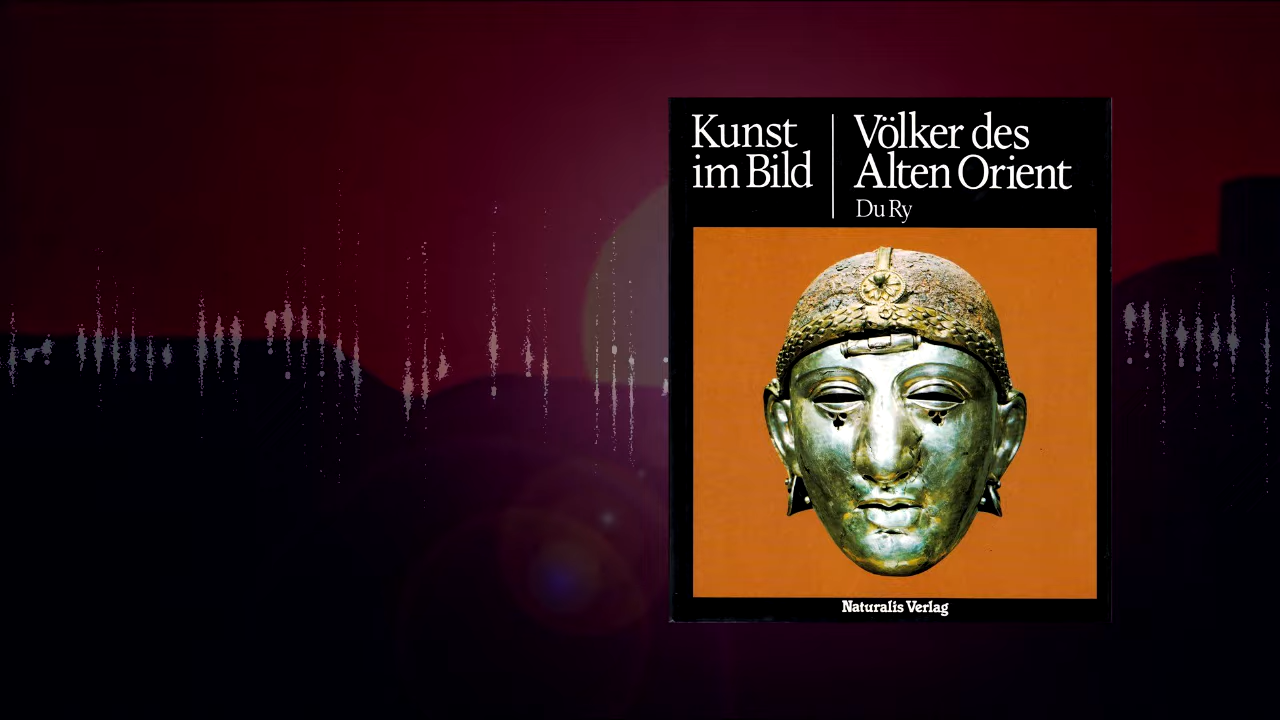 Kunst
im Bild
Völker des
Alten Orient
Du Ry
Naturalis Verlag